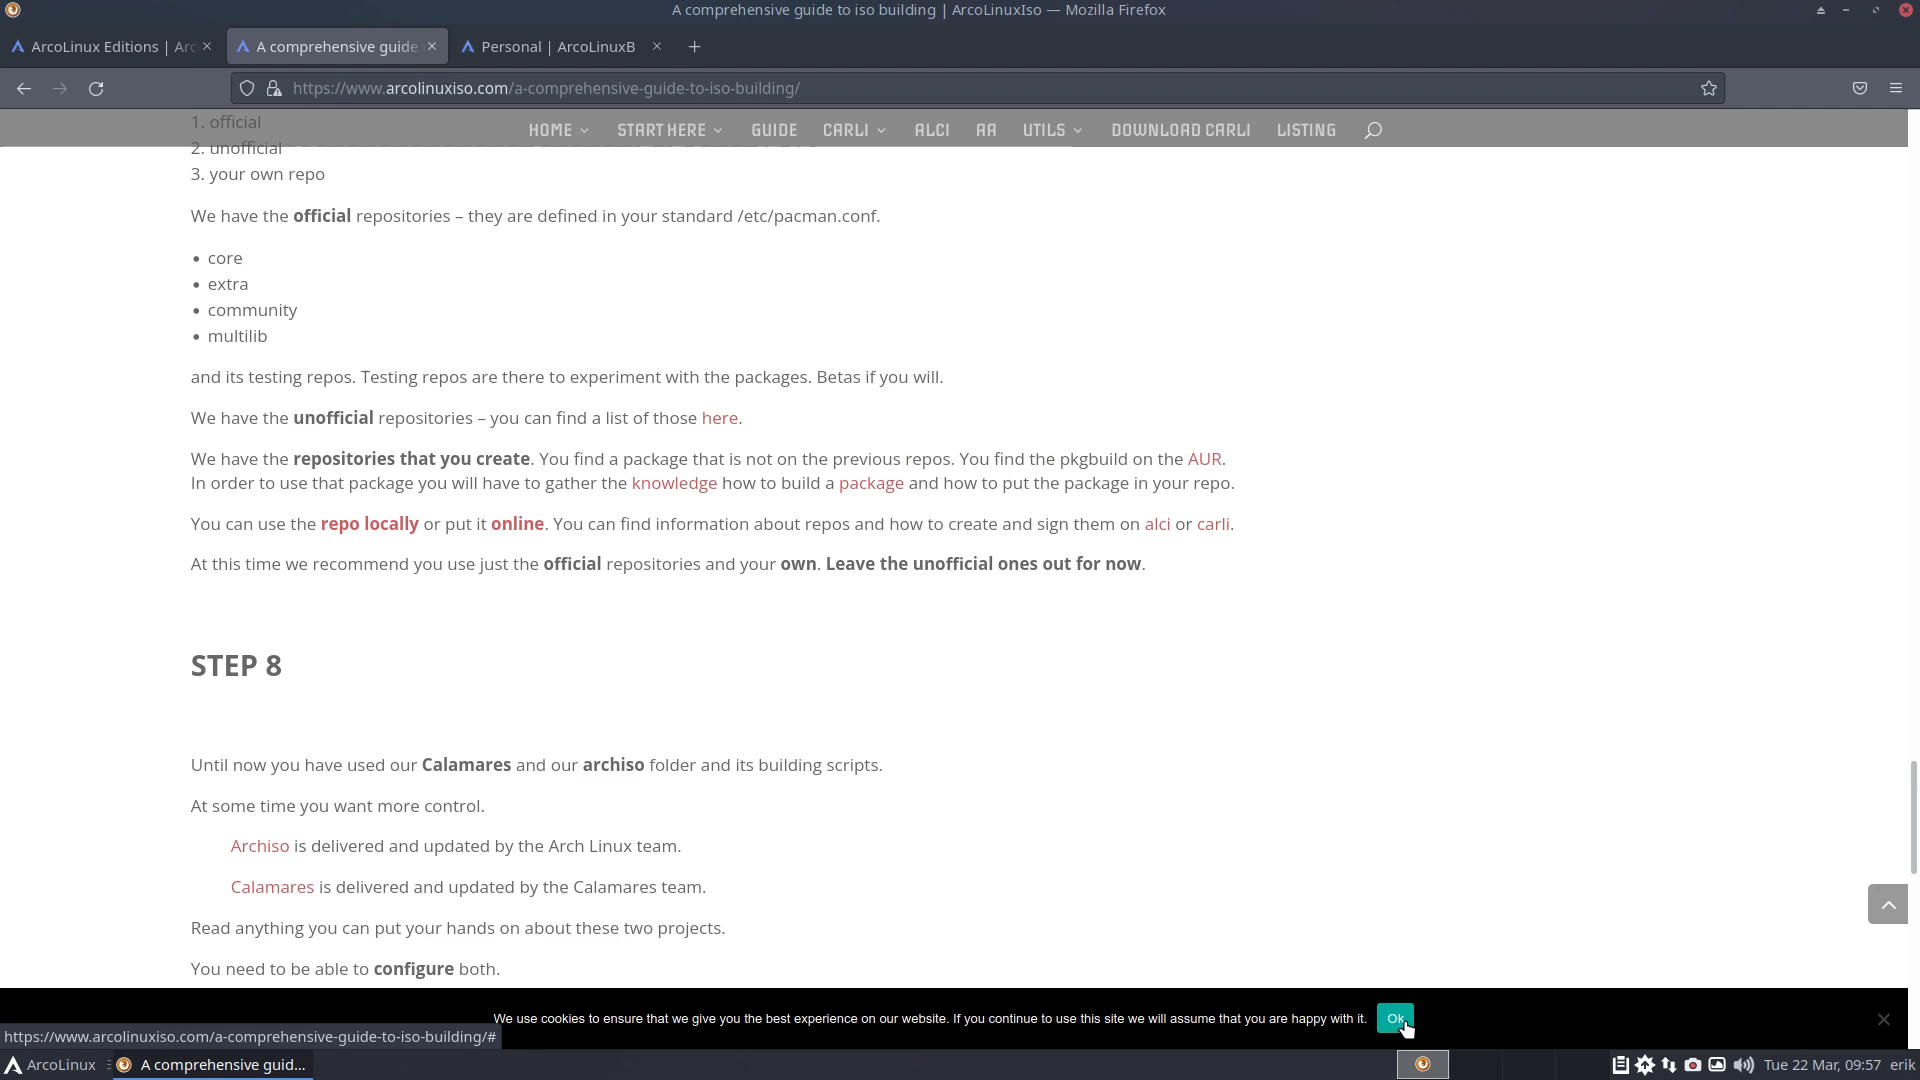 A comprehensive guide to iso building | ArcoLinuxIso — Mozilla Firefox
ArcoLinux Editions | Arc
A comprehensive guide
Personal | ArcoLinuxB
https://www.arcolinuxiso.com/a-comprehensive-guide-to-iso-building/
HOME
START HERE
GUIDE
CARLI
ALCI
AA
UTILS
DOWNLOAD CARLI
LISTING
1. official
2. unofficial
3. your own repo
We have the official repositories – they are defined in your standard /etc/pacman.conf.
• core
• extra
• community
• multilib
and its testing repos. Testing repos are there to experiment with the packages. Betas if you will.
We have the unofficial repositories – you can find a list of those here.
We have the repositories that you create. You find a package that is not on the previous repos. You find the pkgbuild on the AUR.
In order to use that package you will have to gather the knowledge how to build a package and how to put the package in your repo.
You can use the repo locally or put it online. You can find information about repos and how to create and sign them on alci or carli.
At this time we recommend you use just the official repositories and your own. Leave the unofficial ones out for now.
STEP 8
Until now you have used our Calamares and our archiso folder and its building scripts.
At some time you want more control.
Archiso is delivered and updated by the Arch Linux team.
Calamares is delivered and updated by the Calamares team.
Read anything you can put your hands on about these two projects.
You need to be able to configure both.
We use cookies to ensure that we give you the best experience on our website. If you continue to use this site we will assume that you are happy with it.
Ok
https://www.arcolinuxiso.com/a-comprehensive-guide-to-iso-building/#
ArcoLinux
A comprehensive guid...
Tue 22 Mar, 09:57
erik